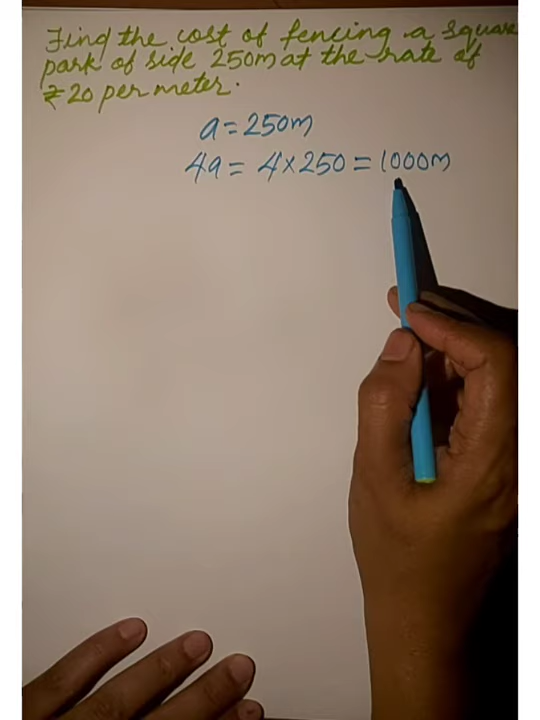 Find the cost of fencing a square
park of side 250m at the rate of
₹20 per meter.
a = 250m
4a = 4×250 = 1000m